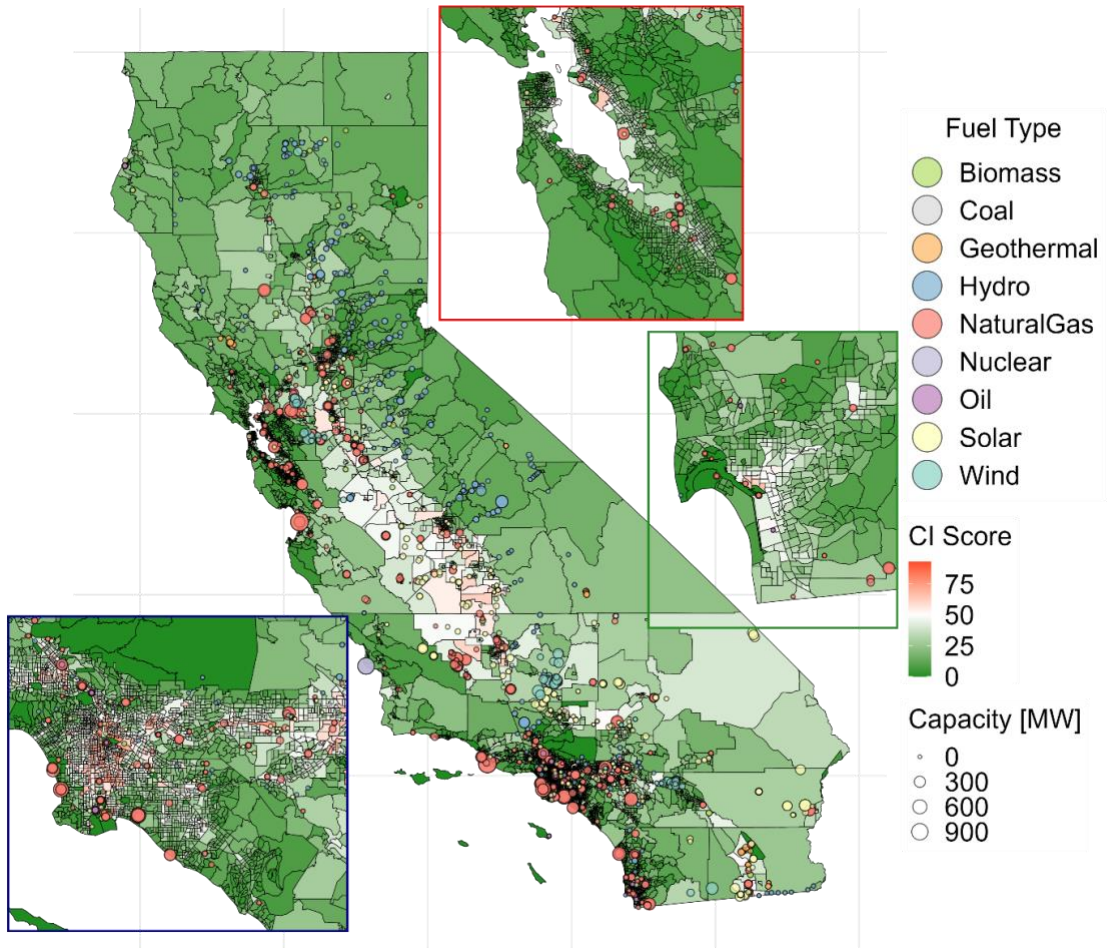 Fuel Type
Biomass
Coal
Geothermal
Hydro
NaturalGas
Nuclear
Oil
Solar
Wind
CI Score
75
50
25
0
Capacity [MW]
0
300
600
900